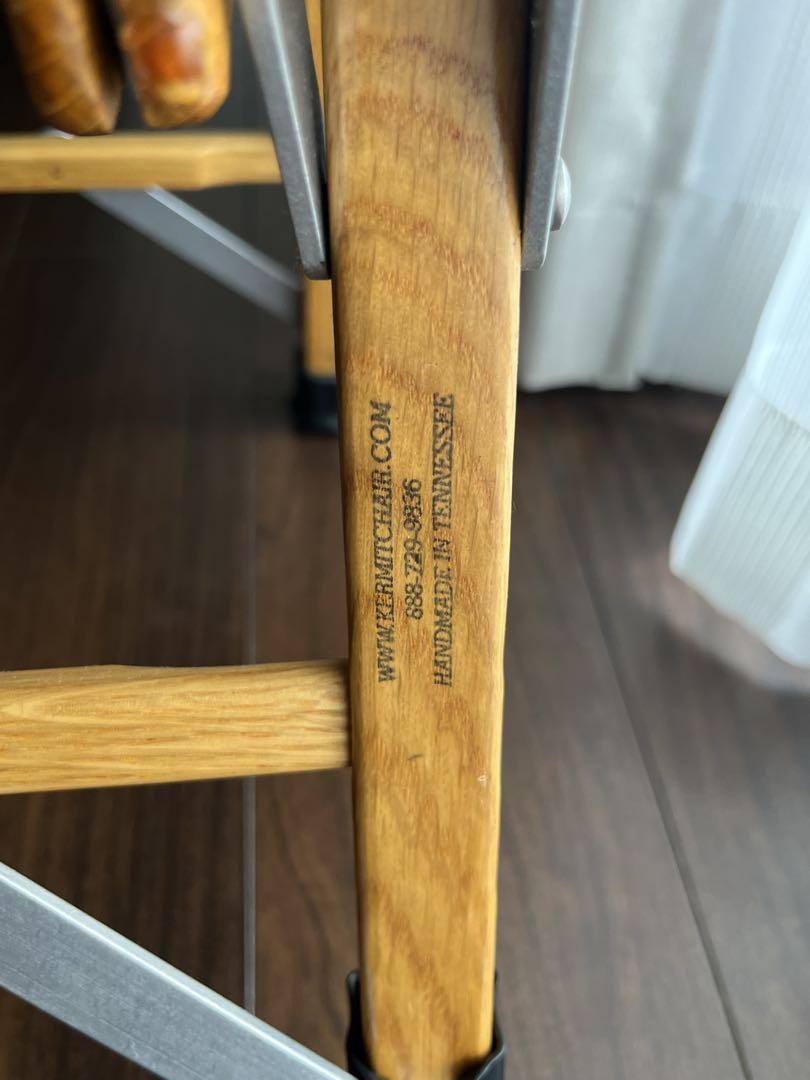 WWW.KERMITCHAIR.COM
888-729-9836
HANDMADE IN TENNESSEE